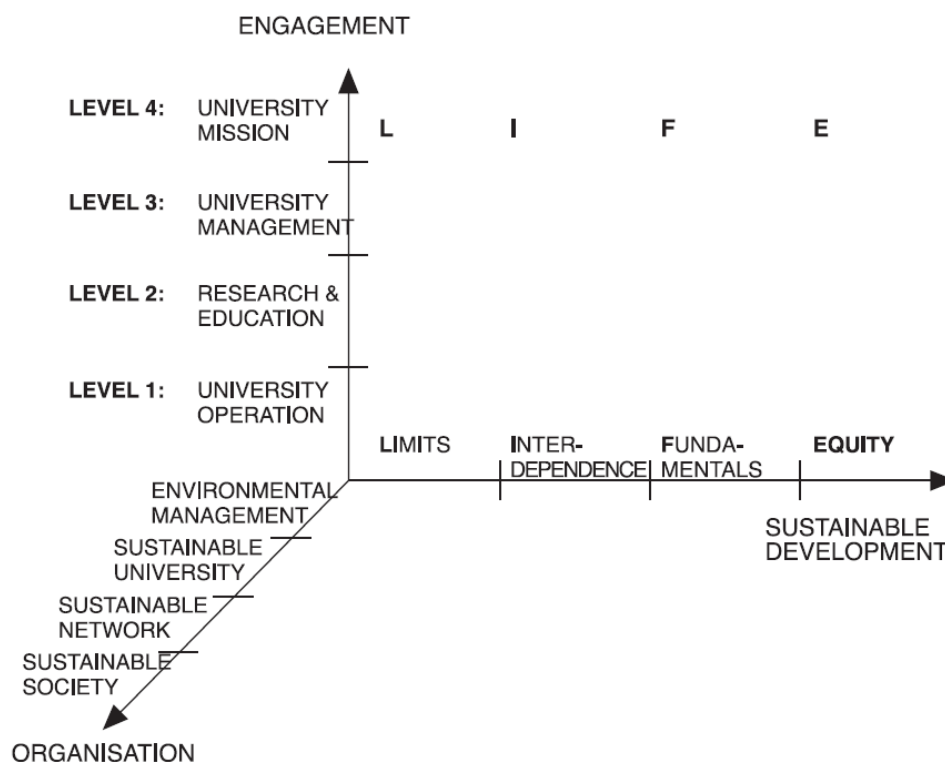 ENGAGEMENT
LEVEL 4: UNIVERSITY
MISSION
L I F E
LEVEL 3: UNIVERSITY
MANAGEMENT
LEVEL 2: RESEARCH &
EDUCATION
LEVEL 1: UNIVERSITY
OPERATION
LIMITS INTER- FUNDA- EQUITY
DEPENDENCE MENTALS
ENVIRONMENTAL
MANAGEMENT
SUSTAINABLE
UNIVERSITY
SUSTAINABLE
NETWORK
SUSTAINABLE
SOCIETY
ORGANISATION
SUSTAINABLE
DEVELOPMENT